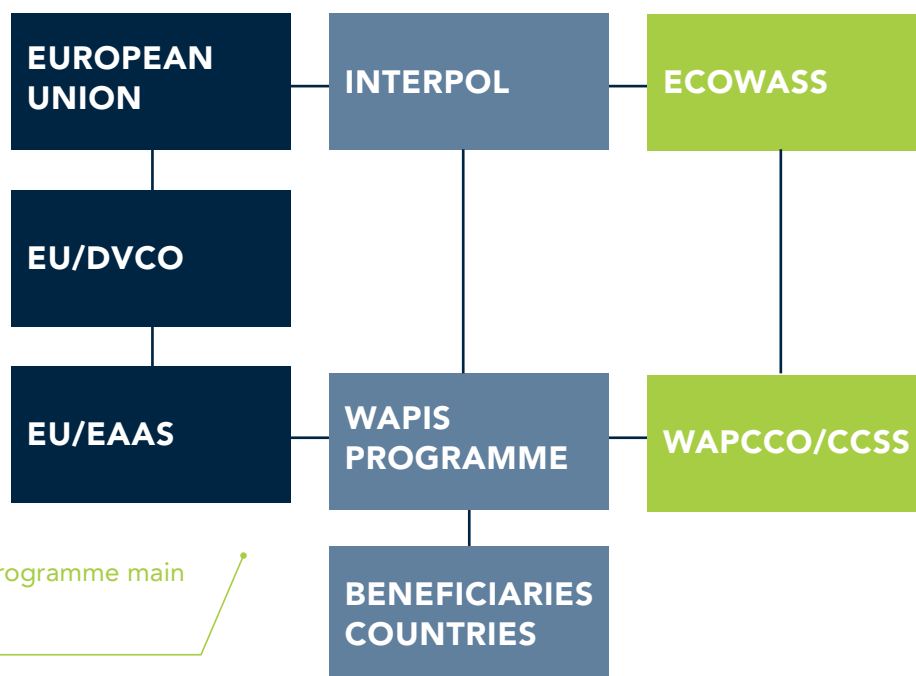 EUROPEAN
UNION
INTERPOL
ECOWASS
EU/DVCO
EU/EAAS
WAPIS
PROGRAMME
WAPCCO/CCSS
rogramme main
BENEFICIARIES
COUNTRIES